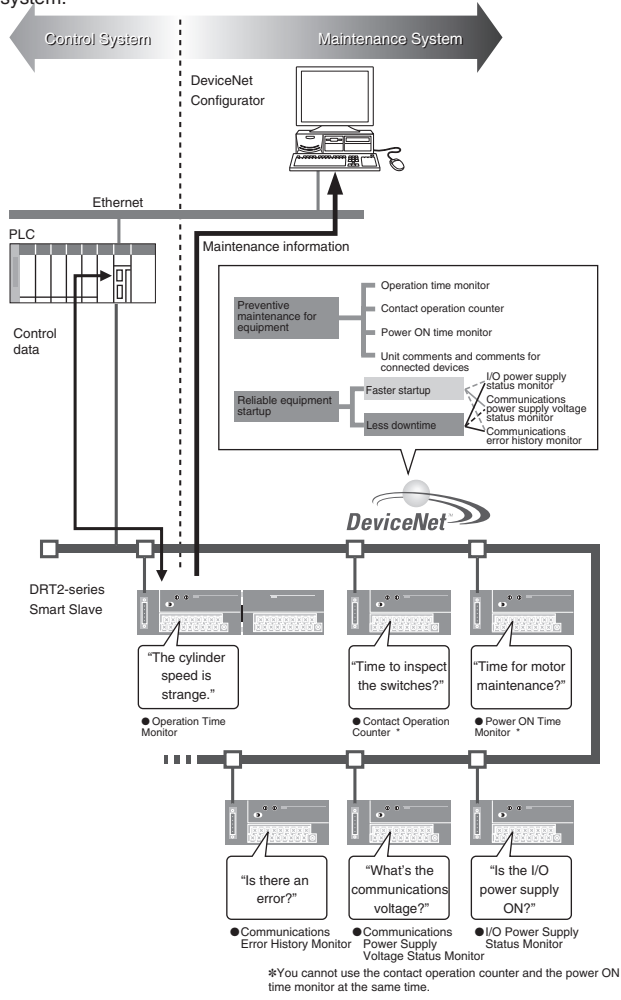 system.
Control System
Maintenance System
DeviceNet
Configurator
Ethernet
PLC
Maintenance information
Control
data
Preventive
maintenance for
equipment
Operation time monitor
Contact operation counter
Power ON time monitor
Unit comments and comments for
connected devices
Reliable equipment
startup
Faster startup
Less downtime
I/O power supply
status monitor
Communications
power supply voltage
status monitor
Communications
error history monitor
DeviceNet™
DRT2-series
Smart Slave
“The cylinder
speed is
strange.”
“Time to inspect
the switches?”
“Time for motor
maintenance?”
●Operation Time
Monitor
●Contact Operation
Counter *
●Power ON Time
Monitor *
“Is there an
error?”
“What's the
communications
voltage?”
“Is the I/O
power supply
ON?”
●Communications
Error History Monitor
●Communications
Power Supply
Voltage Status Monitor
●I/O Power Supply
Status Monitor
✽You cannot use the contact operation counter and the power ON
time monitor at the same time.